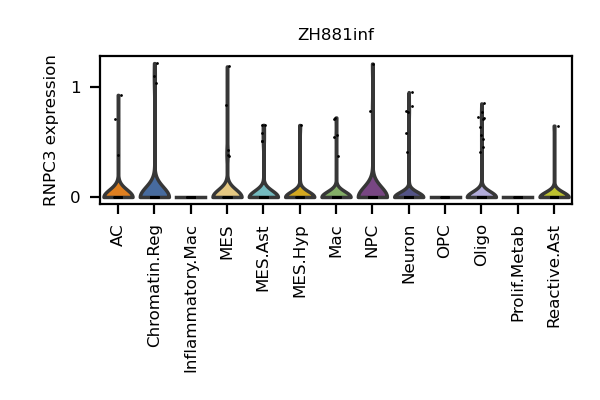 ZH881inf
RNPC3 expression
1
0
AC
Chromatin.Reg
Inflammatory.Mac
MES
MES.Ast
MES.Hyp
Mac
NPC
Neuron
OPC
Oligo
Prolif.Metab
Reactive.Ast